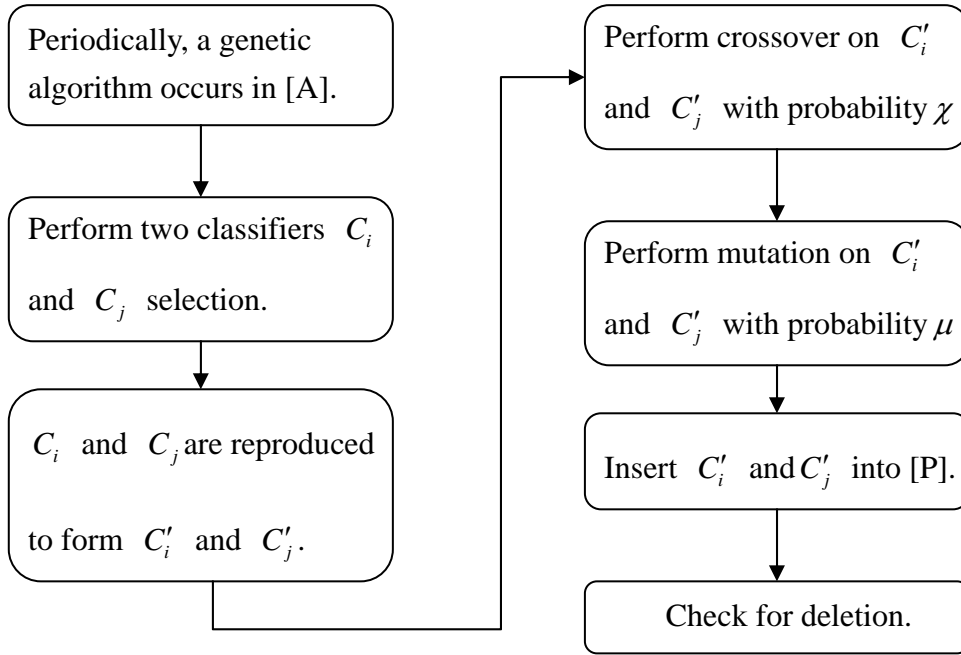 Periodically, a genetic
algorithm occurs in [A].
Perform two classifiers C_i
and C_j selection.
C_i and C_j are reproduced
to form C′_i and C′_j.
Perform crossover on C′_i
and C′_j with probability χ
Perform mutation on C′_i
and C′_j with probability μ
Insert C′_i and C′_j into [P].
Check for deletion.